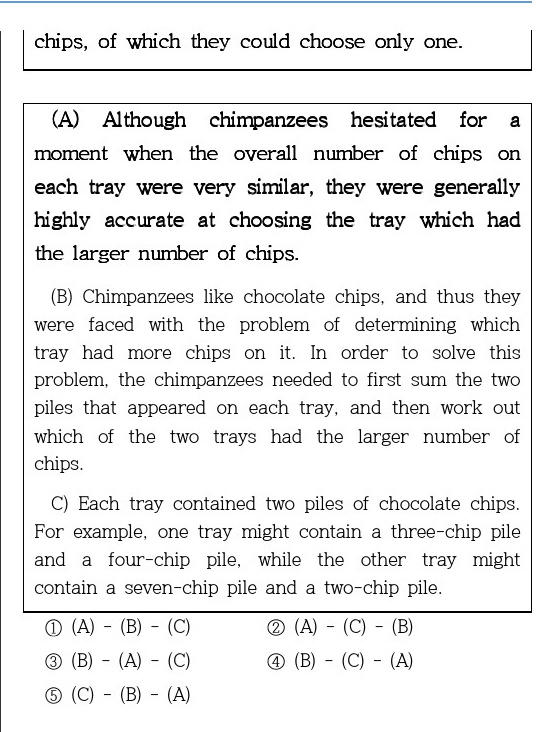 chips, of which they could choose only one.
(A) Although chimpanzees hesitated for a
moment when the overall number of chips on
each tray were very similar, they were generally
highly accurate at choosing the tray which had
the larger number of chips.
(B) Chimpanzees like chocolate chips, and thus they
were faced with the problem of determining which
tray had more chips on it. In order to solve this
problem, the chimpanzees needed to first sum the two
piles that appeared on each tray, and then work out
which of the two trays had the larger number of
chips.
C) Each tray contained two piles of chocolate chips.
For example, one tray might contain a three-chip pile
and a four-chip pile, while the other tray might
contain a seven-chip pile and a two-chip pile.
① (A) - (B) - (C) ② (A) - (C) - (B)
③ (B) - (A) - (C) ④ (B) - (C) - (A)
⑤ (C) - (B) - (A)